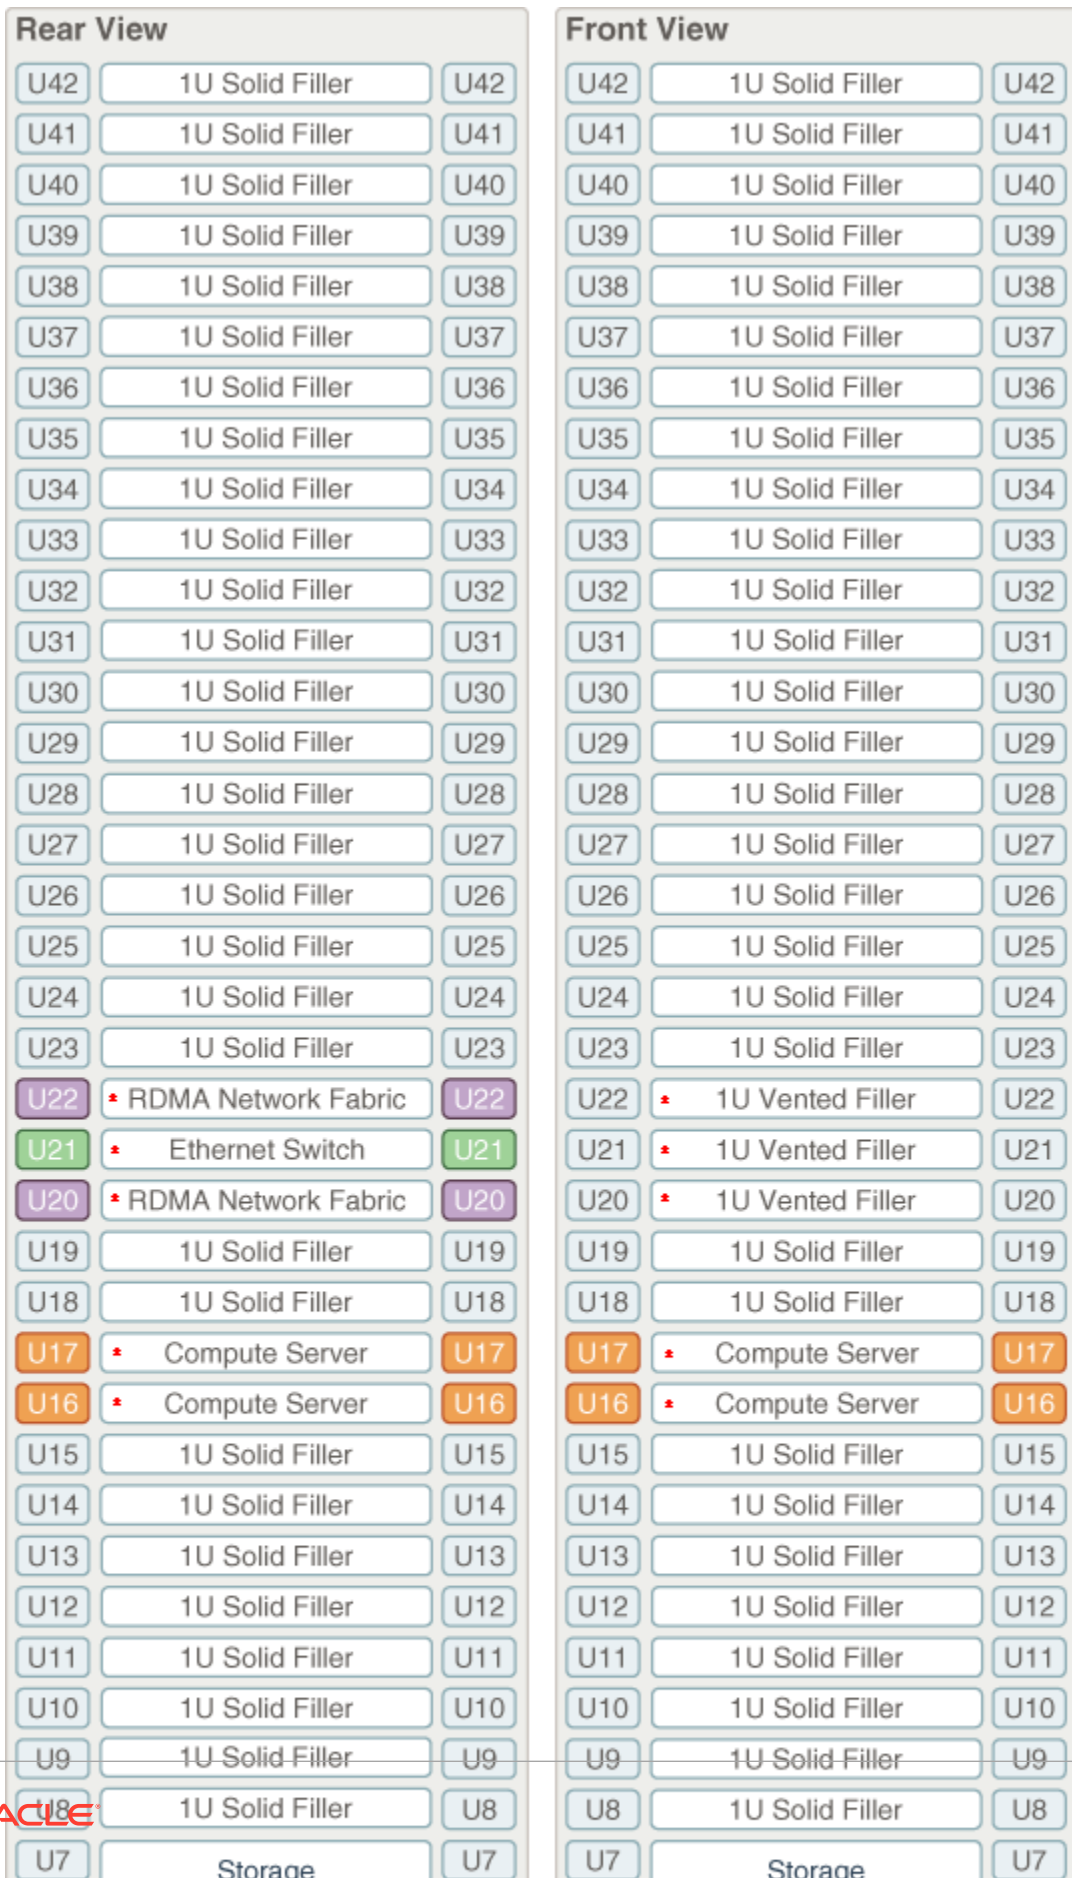 Rear View
U42 1U Solid Filler U42
U41 1U Solid Filler U41
U40 1U Solid Filler U40
U39 1U Solid Filler U39
U38 1U Solid Filler U38
U37 1U Solid Filler U37
U36 1U Solid Filler U36
U35 1U Solid Filler U35
U34 1U Solid Filler U34
U33 1U Solid Filler U33
U32 1U Solid Filler U32
U31 1U Solid Filler U31
U30 1U Solid Filler U30
U29 1U Solid Filler U29
U28 1U Solid Filler U28
U27 1U Solid Filler U27
U26 1U Solid Filler U26
U25 1U Solid Filler U25
U24 1U Solid Filler U24
U23 1U Solid Filler U23
U22 RDMA Network Fabric U22
U21 Ethernet Switch U21
U20 RDMA Network Fabric U20
U19 1U Solid Filler U19
U18 1U Solid Filler U18
U17 Compute Server U17
U16 Compute Server U16
U15 1U Solid Filler U15
U14 1U Solid Filler U14
U13 1U Solid Filler U13
U12 1U Solid Filler U12
U11 1U Solid Filler U11
U10 1U Solid Filler U10
U9 1U Solid Filler U9
U8 1U Solid Filler U8
U7 Storage U7
Front View
U42 1U Solid Filler U42
U41 1U Solid Filler U41
U40 1U Solid Filler U40
U39 1U Solid Filler U39
U38 1U Solid Filler U38
U37 1U Solid Filler U37
U36 1U Solid Filler U36
U35 1U Solid Filler U35
U34 1U Solid Filler U34
U33 1U Solid Filler U33
U32 1U Solid Filler U32
U31 1U Solid Filler U31
U30 1U Solid Filler U30
U29 1U Solid Filler U29
U28 1U Solid Filler U28
U27 1U Solid Filler U27
U26 1U Solid Filler U26
U25 1U Solid Filler U25
U24 1U Solid Filler U24
U23 1U Solid Filler U23
U22 1U Vented Filler U22
U21 1U Vented Filler U21
U20 1U Vented Filler U20
U19 1U Solid Filler U19
U18 1U Solid Filler U18
U17 Compute Server U17
U16 Compute Server U16
U15 1U Solid Filler U15
U14 1U Solid Filler U14
U13 1U Solid Filler U13
U12 1U Solid Filler U12
U11 1U Solid Filler U11
U10 1U Solid Filler U10
U9 1U Solid Filler U9
U8 1U Solid Filler U8
U7 Storage U7
ACLE